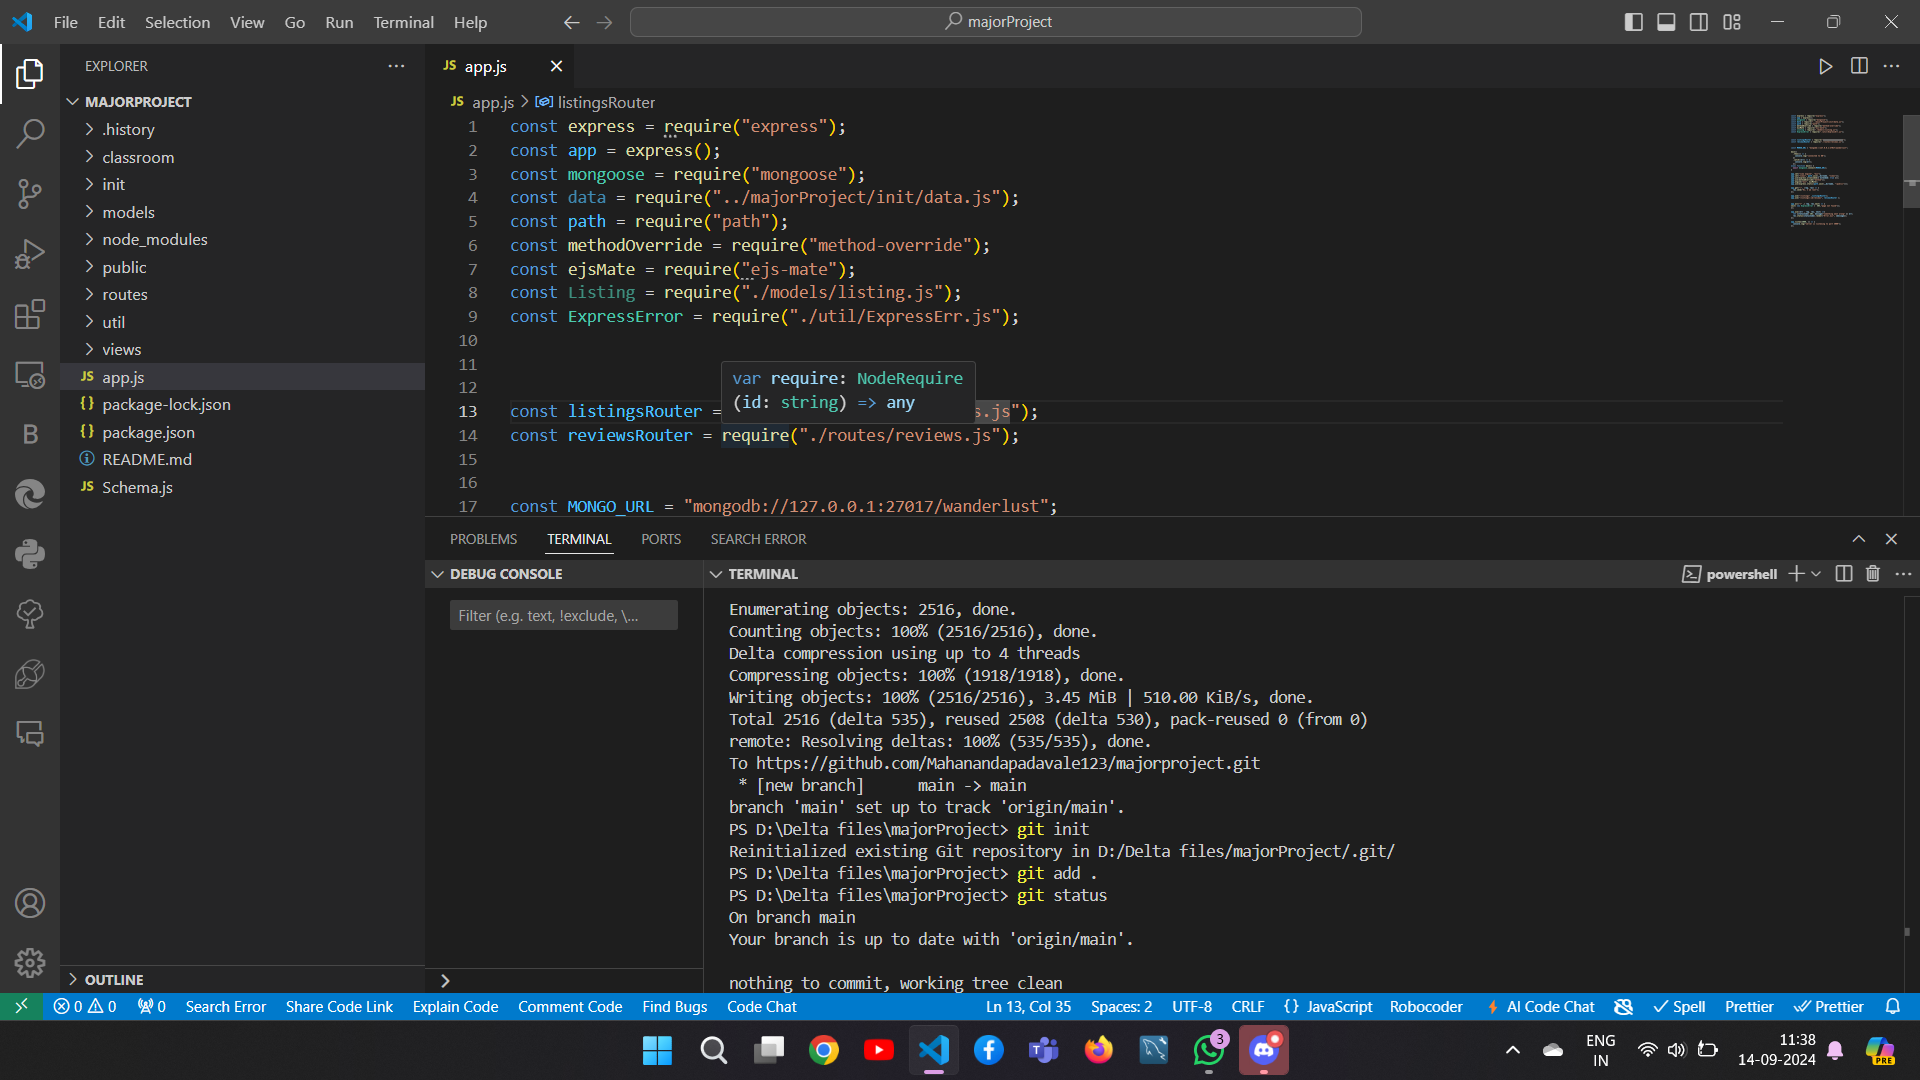 File Edit Selection View Go Run Terminal Help
majorProject
EXPLORER
MAJORPROJECT
.history
classroom
init
models
node_modules
public
routes
util
views
JS app.js
{} package-lock.json
{} package.json
README.md
JS Schema.js
OUTLINE
B
JS app.js
JS app.js > listingsRouter
1 const express = require("express");
2 const app = express();
3 const mongoose = require("mongoose");
4 const data = require("../majorProject/init/data.js");
5 const path = require("path");
6 const methodOverride = require("method-override");
7 const ejsMate = require("ejs-mate");
8 const Listing = require("./models/listing.js");
9 const ExpressError = require("./util/ExpressErr.js");
10
11
12
var require: NodeRequire
(id: string) => any
13 const listingsRouter = s.js");
14 const reviewsRouter = require("./routes/reviews.js");
15
16
17 const MONGO_URL = "mongodb://127.0.0.1:27017/wanderlust";
PROBLEMS TERMINAL PORTS SEARCH ERROR
DEBUG CONSOLE
Filter (e.g. text, !exclude, \...
TERMINAL
powershell
Enumerating objects: 2516, done.
Counting objects: 100% (2516/2516), done.
Delta compression using up to 4 threads
Compressing objects: 100% (1918/1918), done.
Writing objects: 100% (2516/2516), 3.45 MiB | 510.00 KiB/s, done.
Total 2516 (delta 535), reused 2508 (delta 530), pack-reused 0 (from 0)
remote: Resolving deltas: 100% (535/535), done.
To https://github.com/Mahanandapadavale123/majorproject.git
* [new branch] main -> main
branch 'main' set up to track 'origin/main'.
PS D:\Delta files\majorProject> git init
Reinitialized existing Git repository in D:/Delta files/majorProject/.git/
PS D:\Delta files\majorProject> git add .
PS D:\Delta files\majorProject> git status
On branch main
Your branch is up to date with 'origin/main'.
nothing to commit, working tree clean
0 0 0 Search Error Share Code Link Explain Code Comment Code Find Bugs Code Chat Ln 13, Col 35 Spaces: 2 UTF-8 CRLF {} JavaScript Robocoder AI Code Chat Spell Prettier Prettier
3
ENG
IN
11:38
14-09-2024
PRE